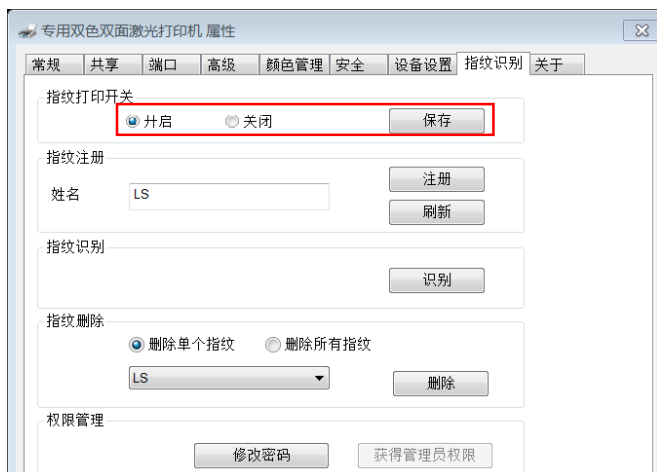 专用双色双面激光打印机 属性
常规 共享 端口 高级 颜色管理 安全 设备设置 指纹识别 关于
指纹打印开关
开启 关闭 保存
指纹注册
注册
姓名 LS
刷新
指纹识别
识别
指纹删除
删除单个指纹 删除所有指纹
LS 删除
权限管理
修改密码 获得管理员权限